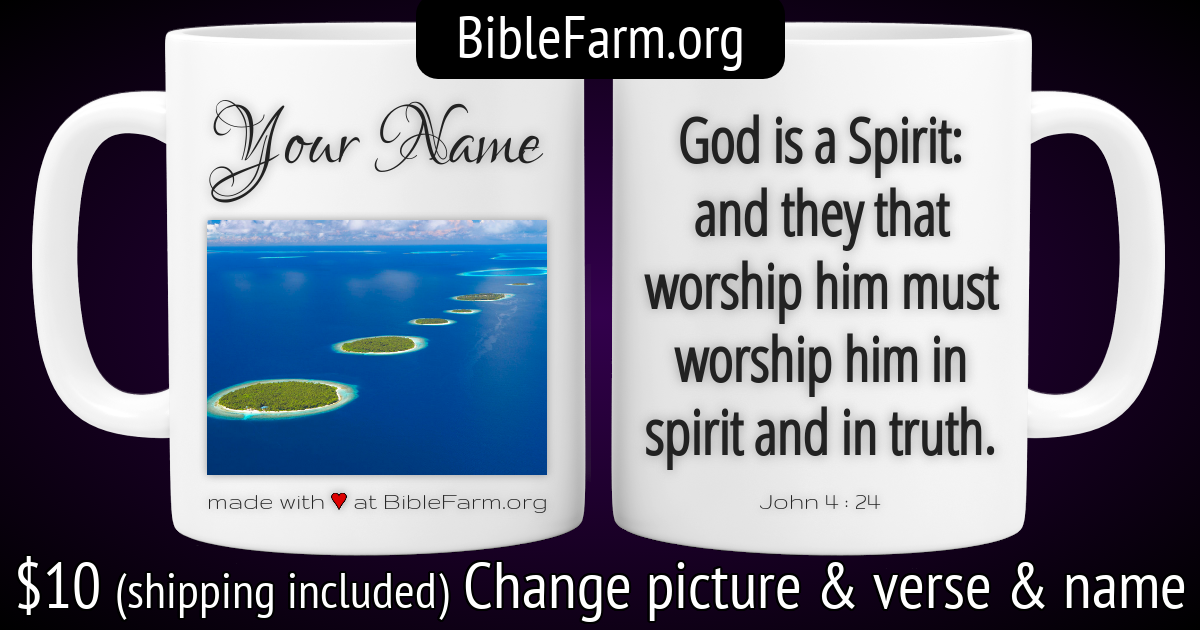 BibleFarm.org
Your Name
made with ♥ at BibleFarm.org
God is a Spirit:
and they that
worship him must
worship him in
spirit and in truth.
John 4 : 24
$10 (shipping included) Change picture & verse & name